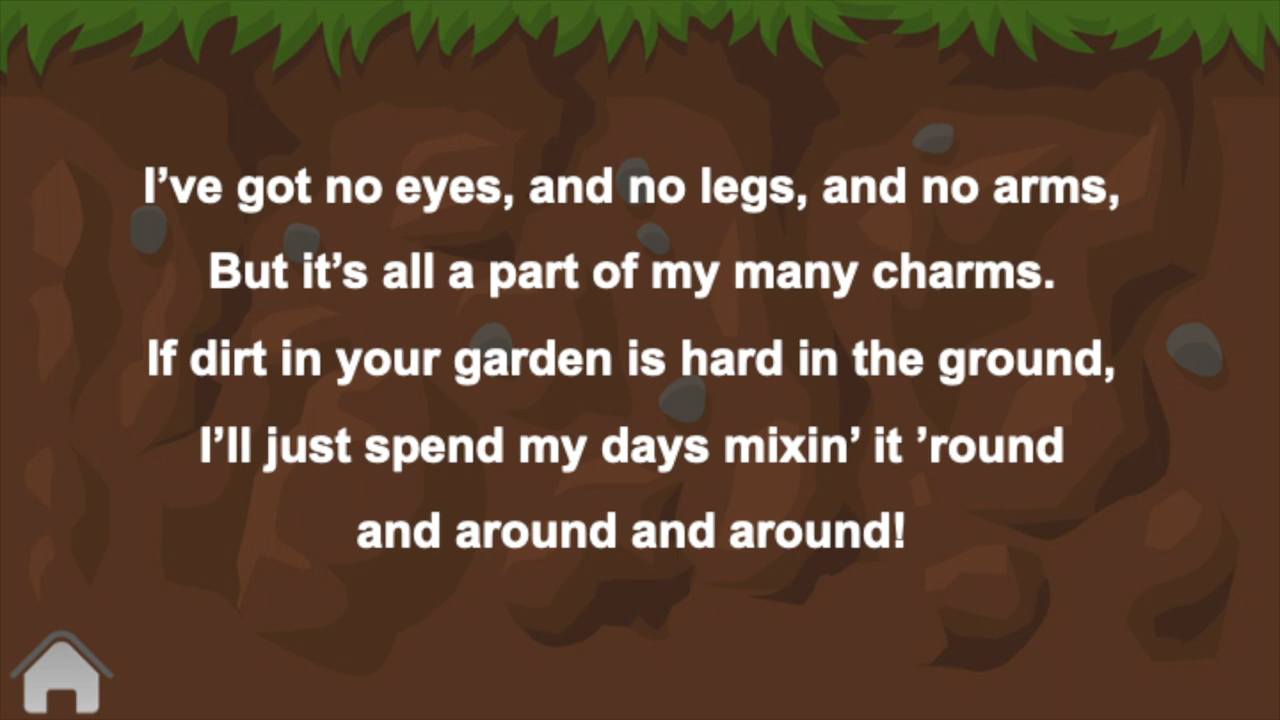 I’ve got no eyes, and no legs, and no arms,
But it’s all a part of my many charms.
If dirt in your garden is hard in the ground,
I’ll just spend my days mixin’ it ’round
and around and around!